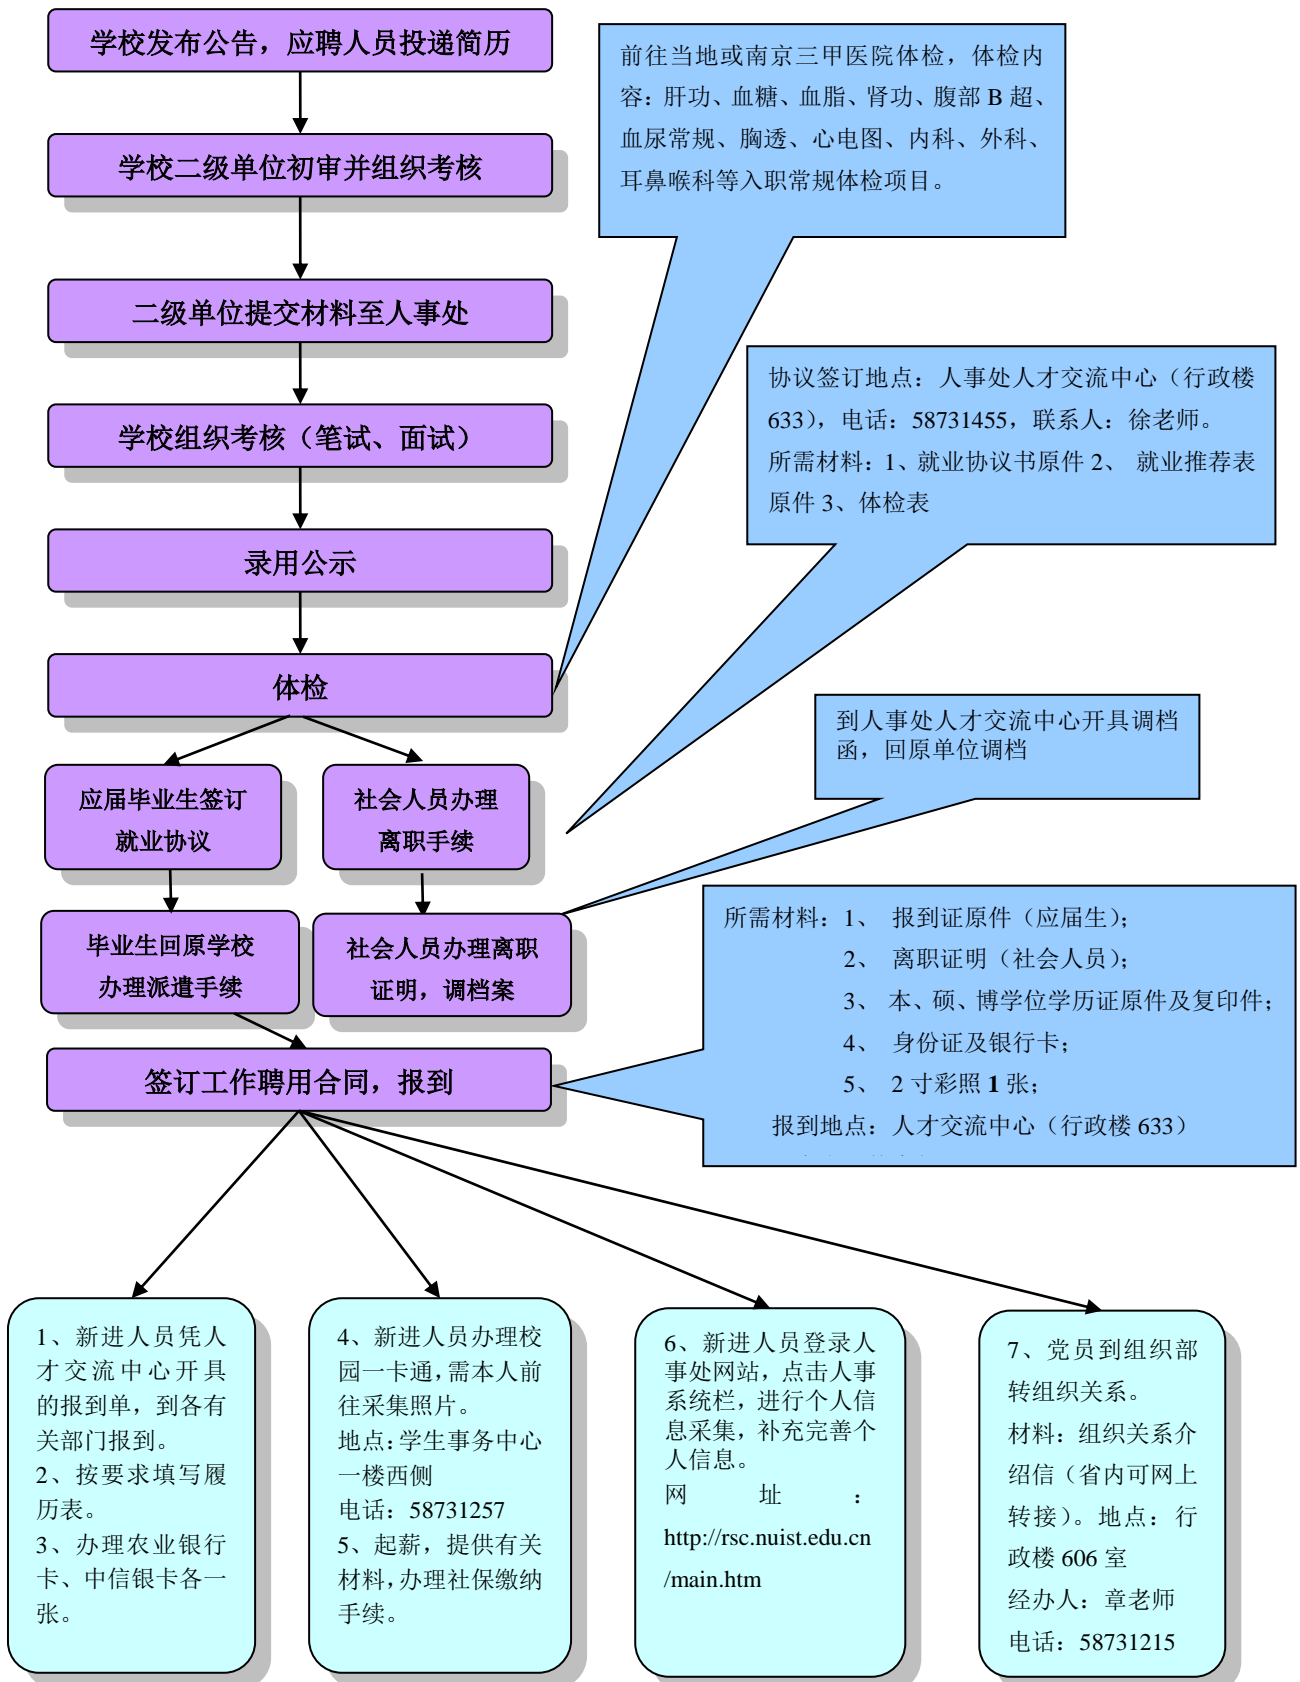 学校发布公告，应聘人员投递简历
学校二级单位初审并组织考核
二级单位提交材料至人事处
学校组织考核（笔试、面试）
录用公示
体检
前往当地或南京三甲医院体检，体检内
容：肝功、血糖、血脂、肾功、腹部 B 超、
血尿常规、胸透、心电图、内科、外科、
耳鼻喉科等入职常规体检项目。
协议签订地点：人事处人才交流中心（行政楼
633），电话：58731455，联系人：徐老师。
所需材料：1、就业协议书原件 2、 就业推荐表
原件 3、体检表
到人事处人才交流中心开具调档
函，回原单位调档
应届毕业生签订
就业协议
社会人员办理
离职手续
毕业生回原学校
办理派遣手续
社会人员办理离职
证明，调档案
签订工作聘用合同，报到
所需材料：1、 报到证原件（应届生）；
2、 离职证明（社会人员）；
3、 本、硕、博学位学历证原件及复印件；
4、 身份证及银行卡；
5、 2 寸彩照 1 张；
报到地点：人才交流中心（行政楼 633）
1、新进人员凭人
才交流中心开具
的报到单，到各有
关部门报到。
2、按要求填写履
历表。
3、办理农业银行
卡、中信银卡各一
张。
4、新进人员办理校
园一卡通，需本人前
往采集照片。
地点：学生事务中心
一楼西侧
电话：58731257
5、起薪，提供有关
材料，办理社保缴纳
手续。
6、新进人员登录人
事处网站，点击人事
系统栏，进行个人信
息采集，补充完善个
人信息。
网 址 ：
http://rsc.nuist.edu.cn
/main.htm
7、党员到组织部
转组织关系。
材料：组织关系介
绍信（省内可网上
转接）。地点：行
政楼 606 室
经办人：章老师
电话：58731215